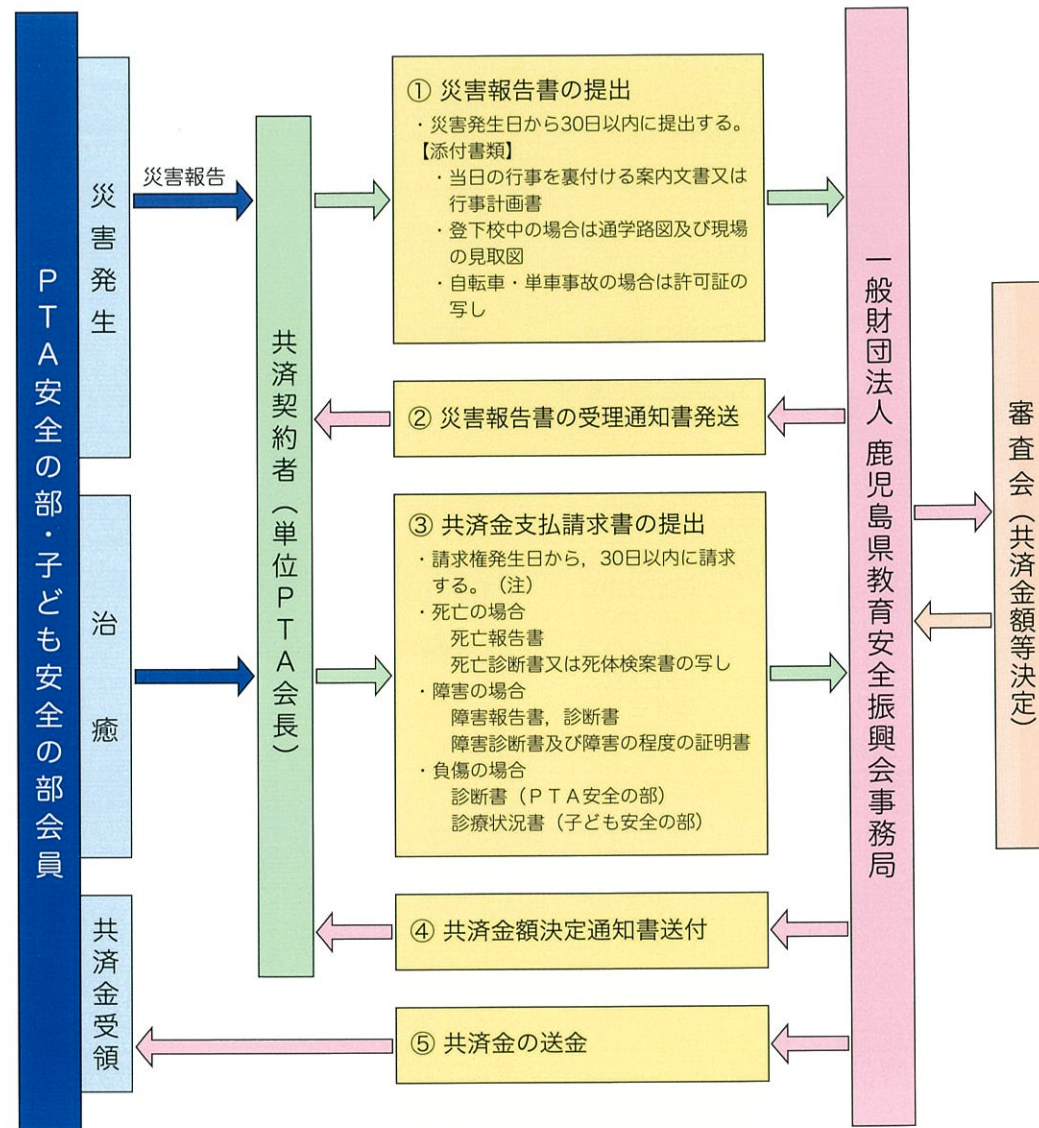 PTA安全の部・子ども安全の部会員
災害発生
災害報告
治癒
共済金受領
共済契約者（単位PTA会長）
① 災害報告書の提出
・災害発生日から30日以内に提出する。
【添付書類】
・当日の行事を裏付ける案内文書又は
行事計画書
・登下校中の場合は通学路図及び現場
の見取図
・自転車・単車事故の場合は許可証の
写し
② 災害報告書の受理通知書発送
③ 共済金支払請求書の提出
・請求権発生日から，30日以内に請求
する。（注）
・死亡の場合
死亡報告書
死亡診断書又は死体検案書の写し
・障害の場合
障害報告書，診断書
障害診断書及び障害の程度の証明書
・負傷の場合
診断書（PTA安全の部）
診療状況書（子ども安全の部）
④ 共済金額決定通知書送付
⑤ 共済金の送金
一般財団法人 鹿児島県教育安全振興会事務局
審査会（共済金額等決定）